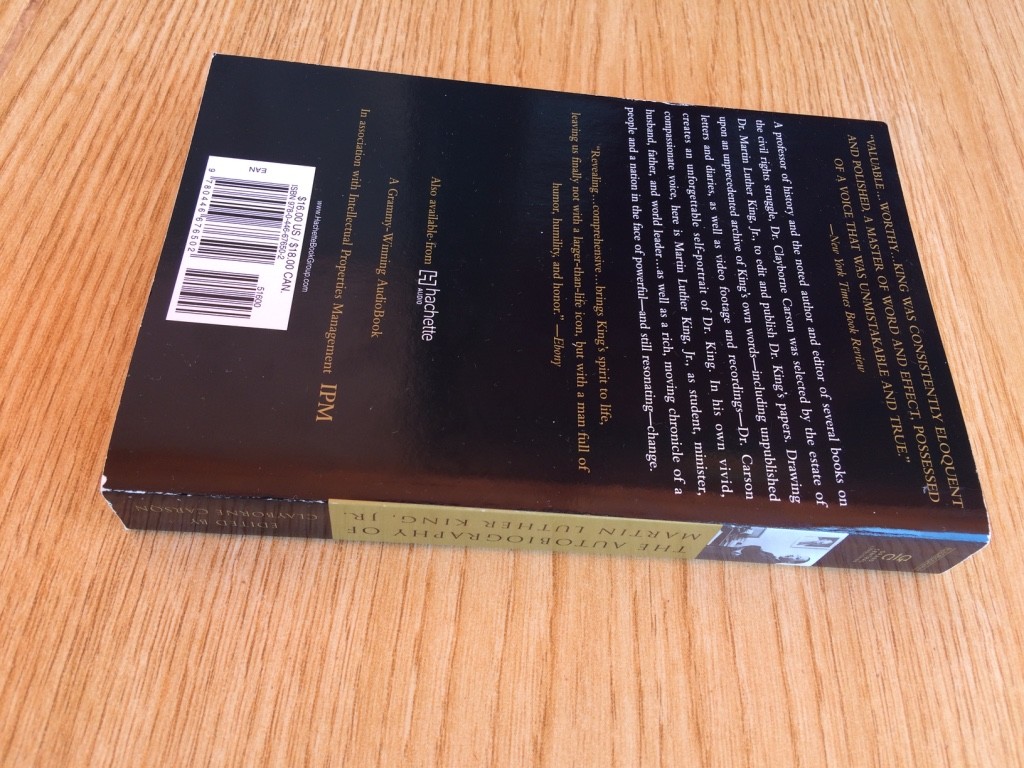 "VALUABLE... WORTHY...KING WAS CONSISTENTLY ELOQUENT
AND POLISHED, A MASTER OF WORD AND EFFECT, POSSESSED
OF A VOICE THAT WAS UNMISTAKABLE AND TRUE."
—New York Times Book Review
A professor of history and the noted author and editor of several books on
the civil rights struggle, Dr. Clayborne Carson was selected by the estate of
Dr. Martin Luther King, Jr., to edit and publish Dr. King's papers. Drawing
upon an unprecedented archive of King's own words—including unpublished
letters and diaries, as well as video footage and recordings—Dr. Carson
creates an unforgettable self-portrait of Dr. King. In his own vivid,
compassionate voice, here is Martin Luther King, Jr., as student, minister,
husband, father, and world leader...as well as a rich, moving chronicle of a
people and a nation in the face of powerful—and still resonating—change.
"Revealing...comprehensive...brings King's spirit to life,
leaving us finally not with a larger-than-life icon, but with a man full of
humor, humility, and honor." —Ebony
Also available from hachette
AUDIO
A Grammy-Winning AudioBook
In association with Intellectual Properties Management IPM
www.HachetteBookGroup.com
$16.00 US / $18.00 CAN.
ISBN 978-0-446-67650-2
51600
9 780446 676502
EAN
THE AUTOBIOGRAPHY OF
MARTIN LUTHER KING, JR.
EDITED BY
CLAYBORNE CARSON